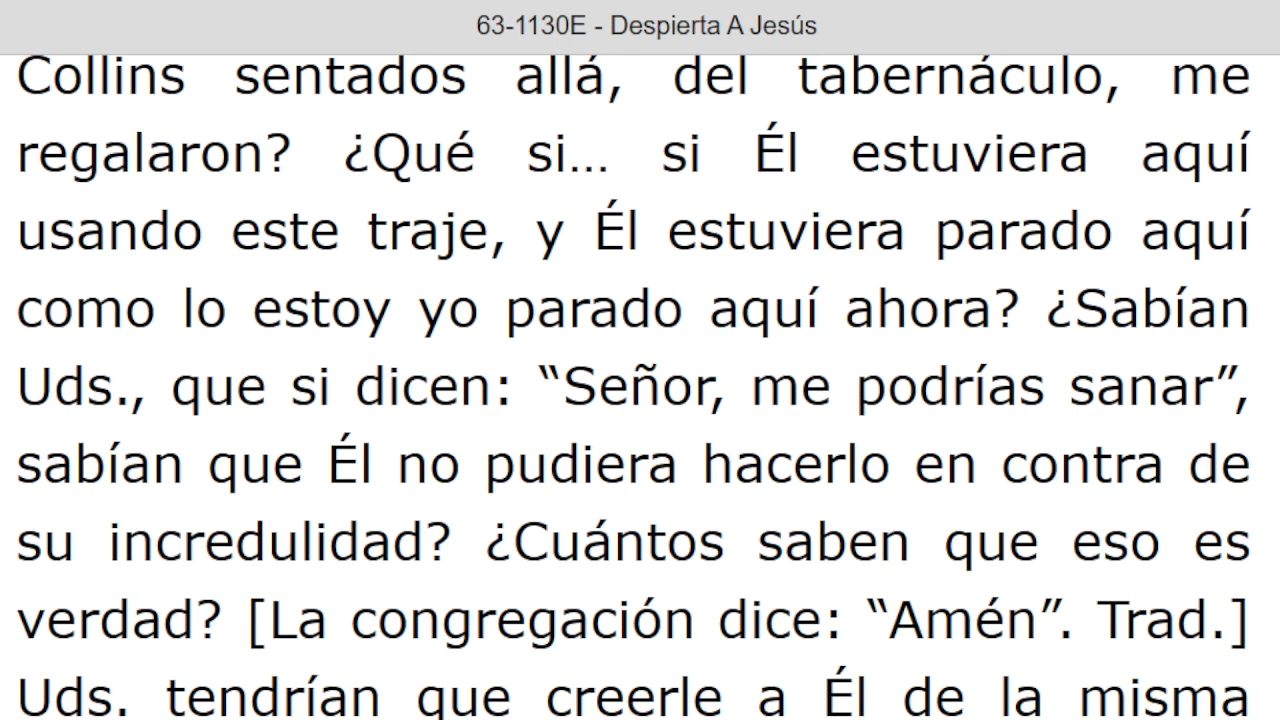 63-1130E - Despierta A Jesús
Collins sentados allá, del tabernáculo, me
regalaron? ¿Qué si... si Él estuviera aquí
usando este traje, y Él estuviera parado aquí
como lo estoy yo parado aquí ahora? ¿Sabían
Uds., que si dicen: “Señor, me podrías sanar”,
sabían que Él no pudiera hacerlo en contra de
su incredulidad? ¿Cuántos saben que eso es
verdad? [La congregación dice: “Amén”. Trad.]
Uds. tendrían que creerle a Él de la misma